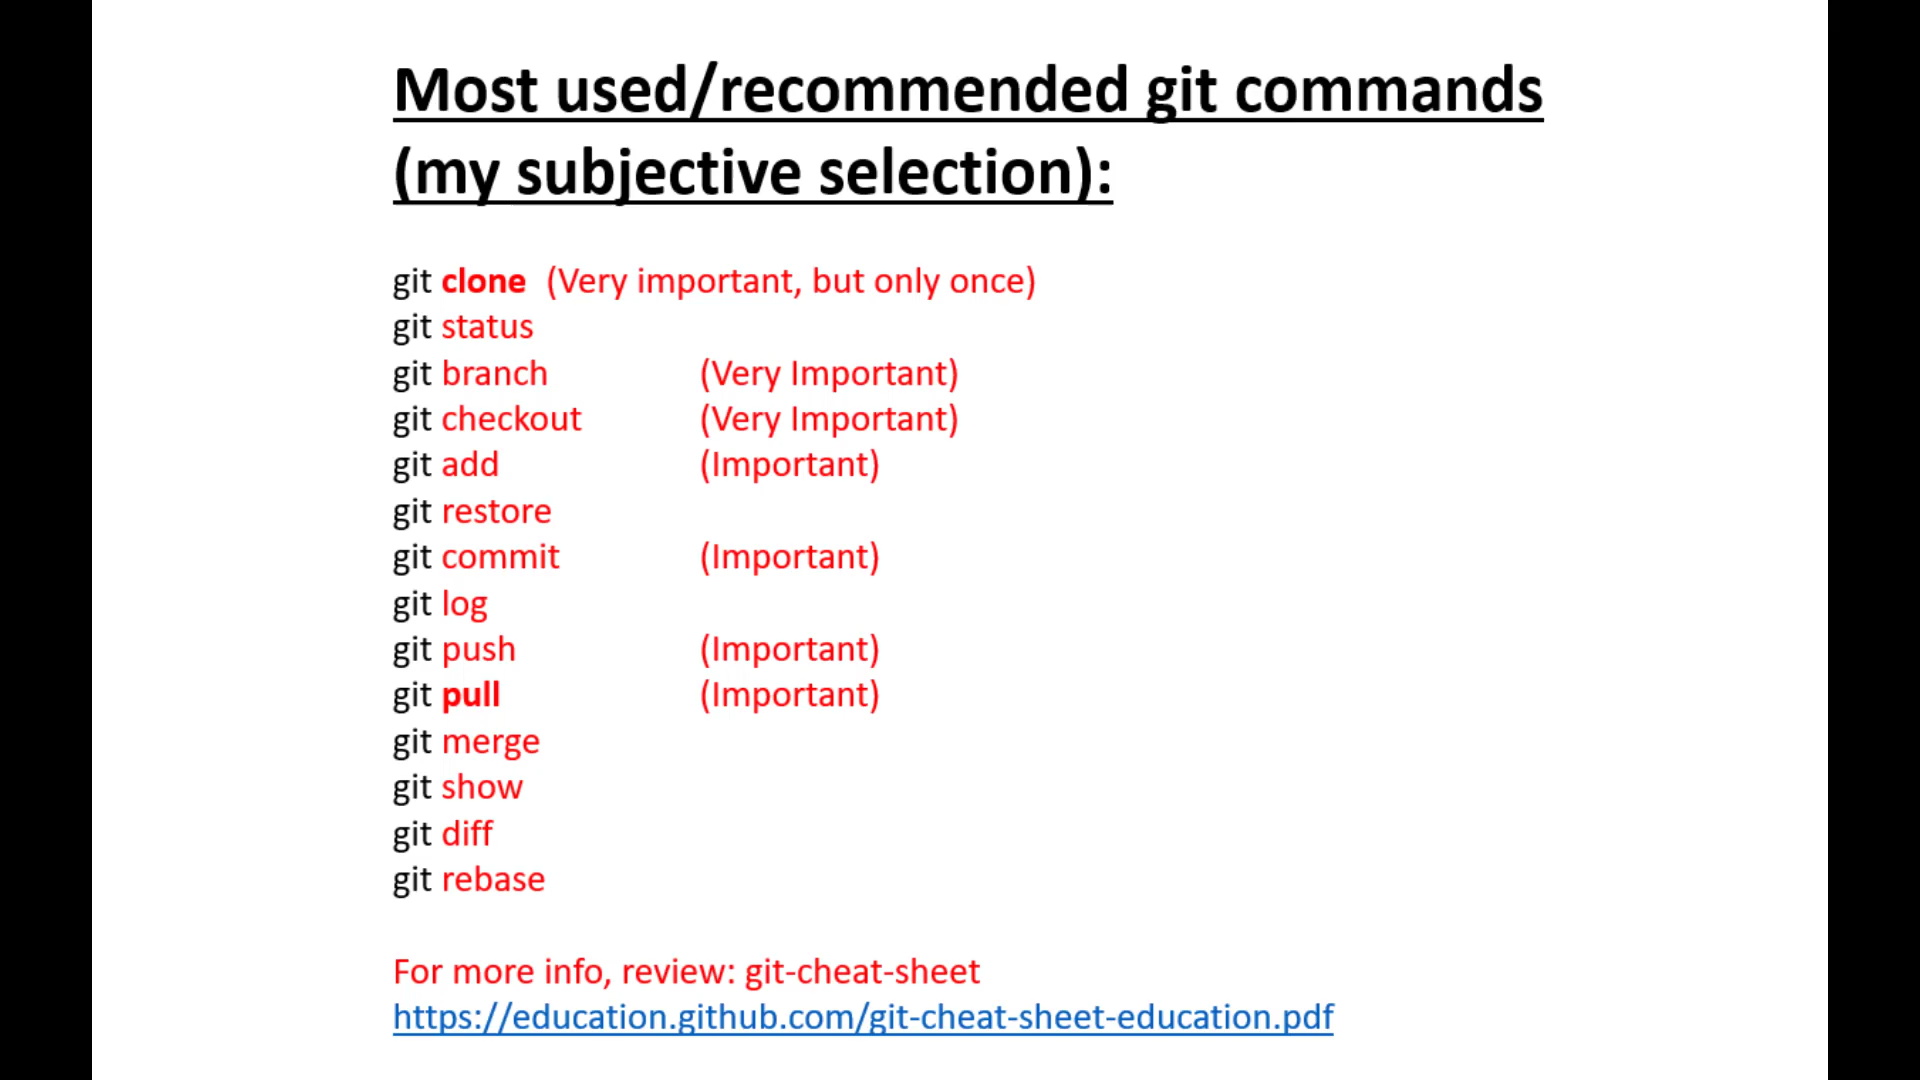 Most used/recommended git commands
(my subjective selection):
git clone (Very important, but only once)
git status
git branch (Very Important)
git checkout (Very Important)
git add (Important)
git restore
git commit (Important)
git log
git push (Important)
git pull (Important)
git merge
git show
git diff
git rebase
For more info, review: git-cheat-sheet
https://education.github.com/git-cheat-sheet-education.pdf